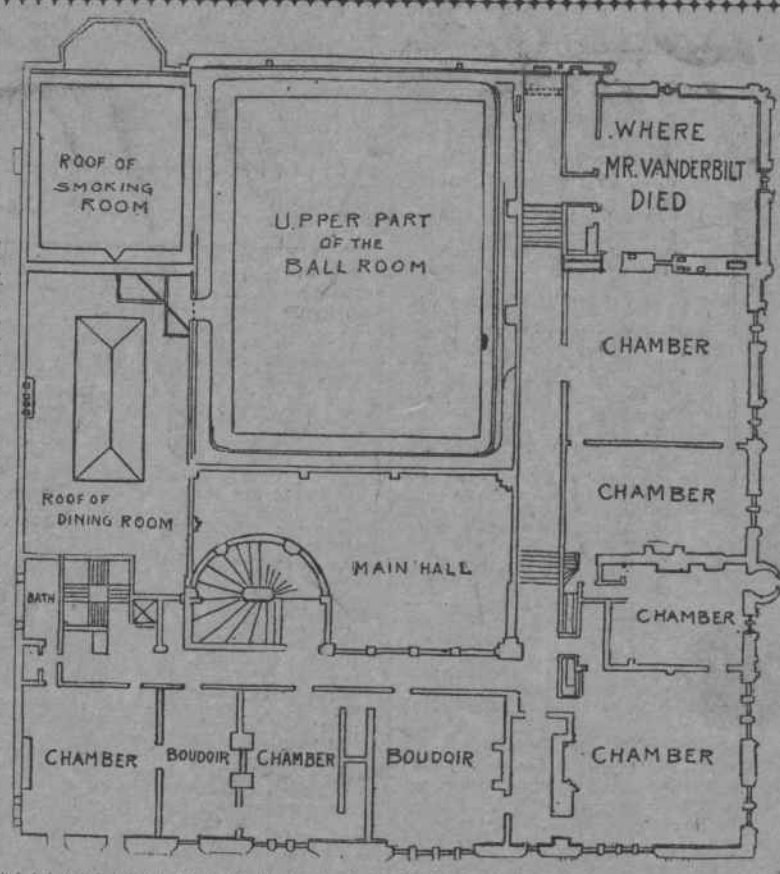 ROOF OF
SMOKING
ROOM
UPPER PART
OF THE
BALL ROOM
WHERE
MR. VANDERBILT
DIED
CHAMBER
CHAMBER
ROOF OF
DINING ROOM
MAIN HALL
BATH
CHAMBER
CHAMBER
BOUDOIR
CHAMBER
BOUDOIR
CHAMBER